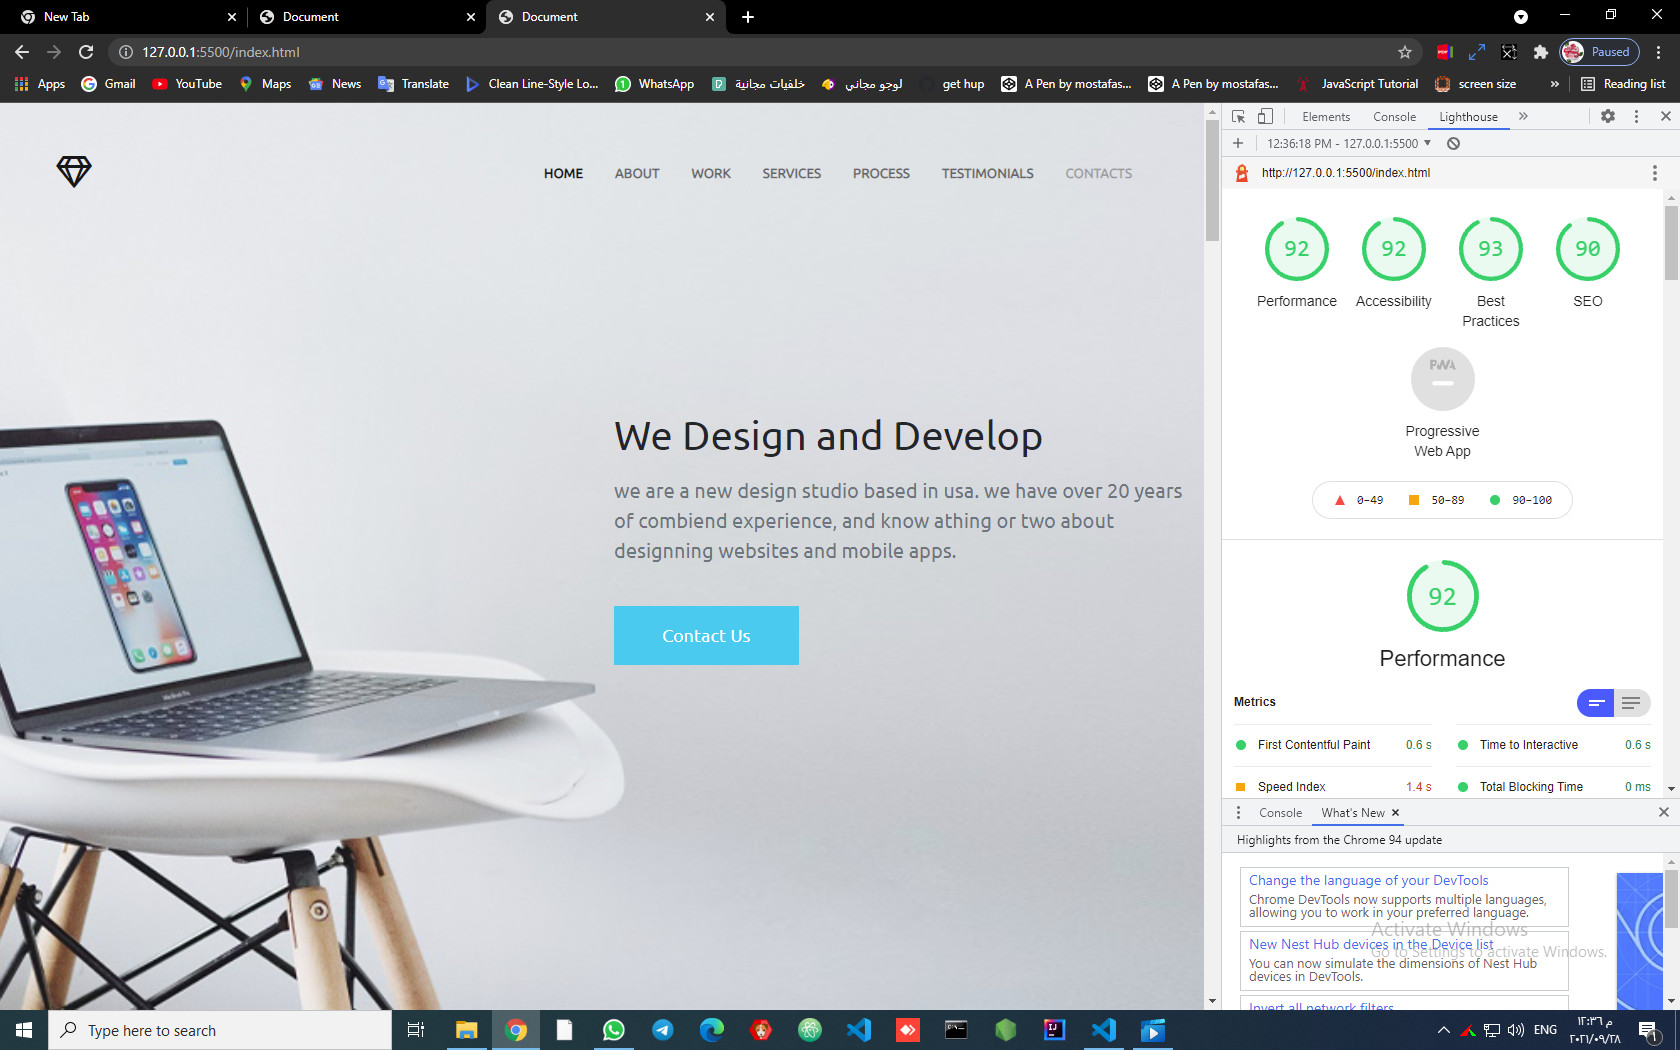 New Tab
Document
Document
127.0.0.1:5500/index.html
Paused
Apps
Gmail
YouTube
Maps
News
Translate
Clean Line-Style Lo...
WhatsApp
خلفيات مجانية
لوجو مجاني
get hup
A Pen by mostafas...
A Pen by mostafas...
JavaScript Tutorial
screen size
»
Reading list
HOME
ABOUT
WORK
SERVICES
PROCESS
TESTIMONIALS
CONTACTS
We Design and Develop
we are a new design studio based in usa. we have over 20 years
of combiend experience, and know athing or two about
designning websites and mobile apps.
Contact Us
Elements
Console
Lighthouse
»
12:36:18 PM - 127.0.0.1:5500
http://127.0.0.1:5500/index.html
92
92
93
90
Performance
Accessibility
Best
Practices
SEO
PWA
Progressive
Web App
0–49
50–89
90–100
92
Performance
Metrics
First Contentful Paint 0.6 s
Time to Interactive 0.6 s
Speed Index 1.4 s
Total Blocking Time 0 ms
Console
What's New
Highlights from the Chrome 94 update
Change the language of your DevTools
Chrome DevTools now supports multiple languages,
allowing you to work in your preferred language.
Activate Windows
Go to Settings to activate Windows.
New Nest Hub devices in the Device list
You can now simulate the dimensions of Nest Hub
devices in DevTools.
Invert all network filters
Type here to search
ENG
١٢:٣٦ م
٢٠٢١/٠٩/٢٨
١